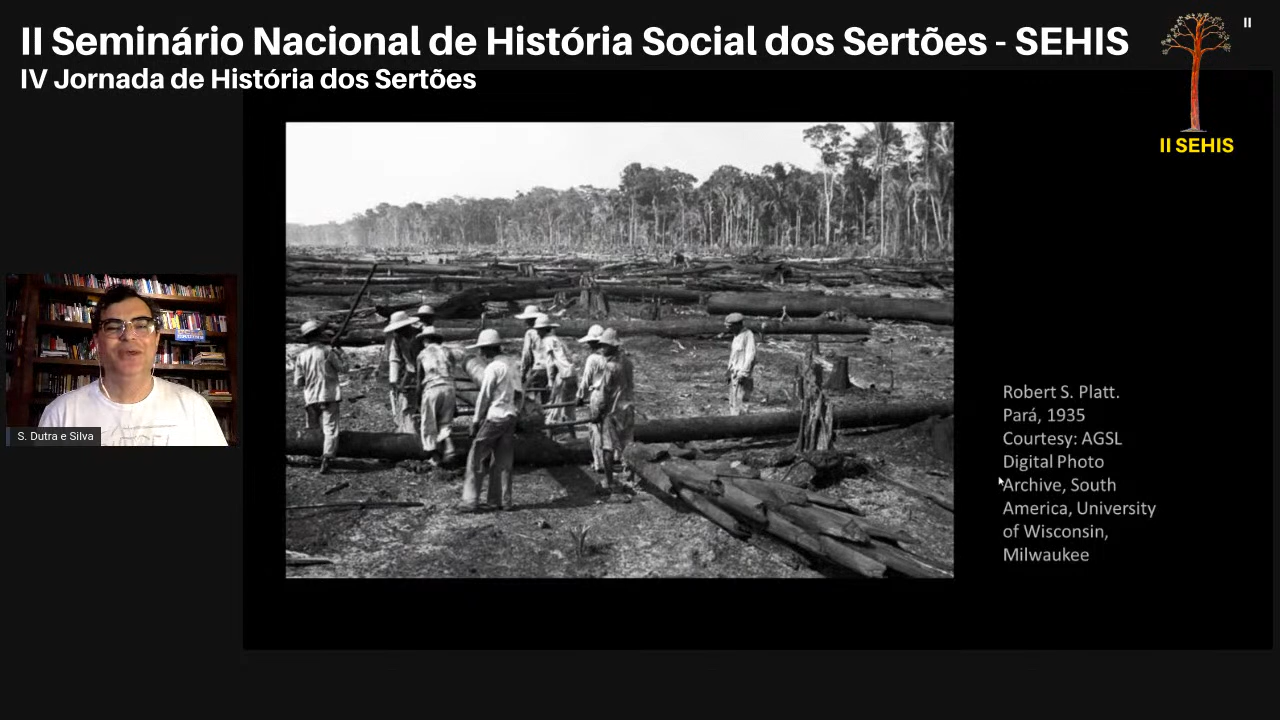 II Seminário Nacional de História Social dos Sertões - SEHIS
IV Jornada de História dos Sertões
II
II SEHIS
Robert S. Platt.
Pará, 1935
Courtesy: AGSL
Digital Photo
Archive, South
America, University
of Wisconsin,
Milwaukee
S. Dutra e Silva